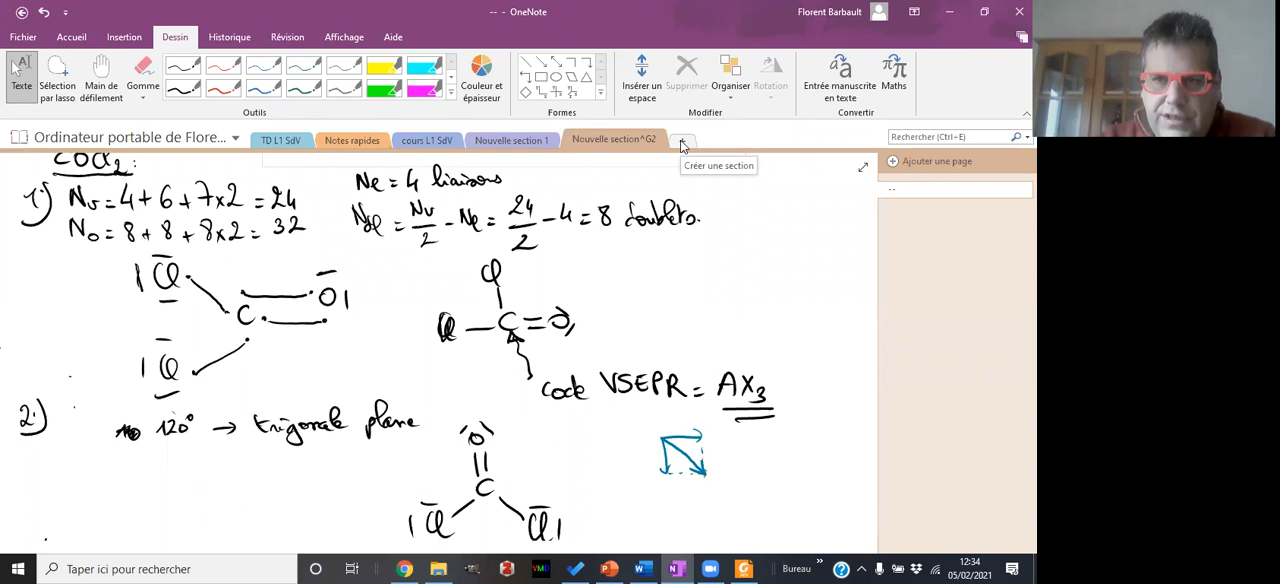 -- - OneNote
Florent Barbault
Fichier Accueil Insertion Dessin Historique Révision Affichage Aide
Texte
Sélection par lasso
Main de défilement
Gomme
Couleur et épaisseur
Insérer un espace
Supprimer
Organiser
Rotation
Entrée manuscrite en texte
Maths
Outils Formes Modifier Convertir
Ordinateur portable de Flore...
TD L1 SdV Notes rapides cours L1 SdV Nouvelle section 1 Nouvelle section^G2
Rechercher (Ctrl+E)
Créer une section
Ajouter une page
--
COCl2 :
1°) Nv = 4 + 6 + 7x2 = 24
No = 8 + 8 + 8x2 = 32
Ne = 4 liaisons
Nd = Nv/2 - Ne = 24/2 - 4 = 8 doublets.
Cl C O Cl
Cl
Cl - C = O
code VSEPR = AX3
2°) 120° → trigonale plane
O
C
Cl Cl
Taper ici pour rechercher
Bureau
12:34
05/02/2021